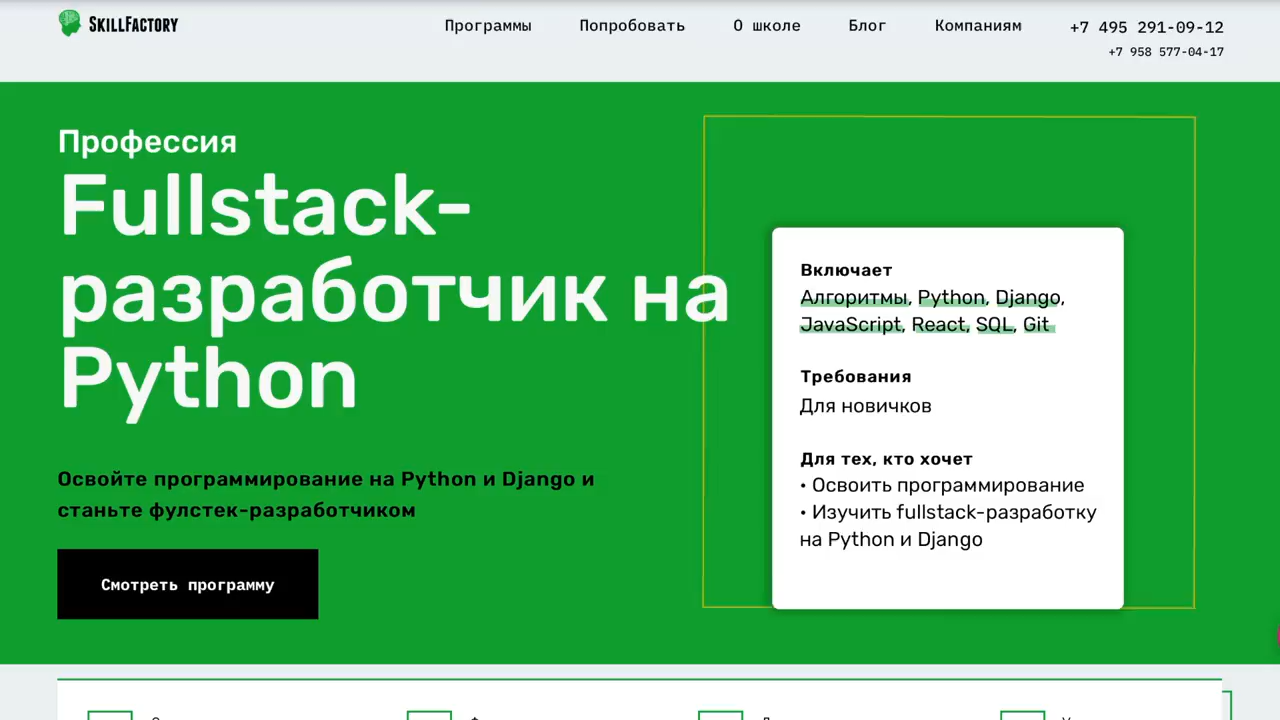 SKILLFACTORY
Программы
Попробовать
О школе
Блог
Компаниям
+7 495 291-09-12
+7 958 577-04-17
Профессия
Fullstack-
разработчик на
Python
Освойте программирование на Python и Django и
станьте фулстек-разработчиком
Смотреть программу
Включает
Алгоритмы, Python, Django,
JavaScript, React, SQL, Git
Требования
Для новичков
Для тех, кто хочет
• Освоить программирование
• Изучить fullstack-разработку
на Python и Django